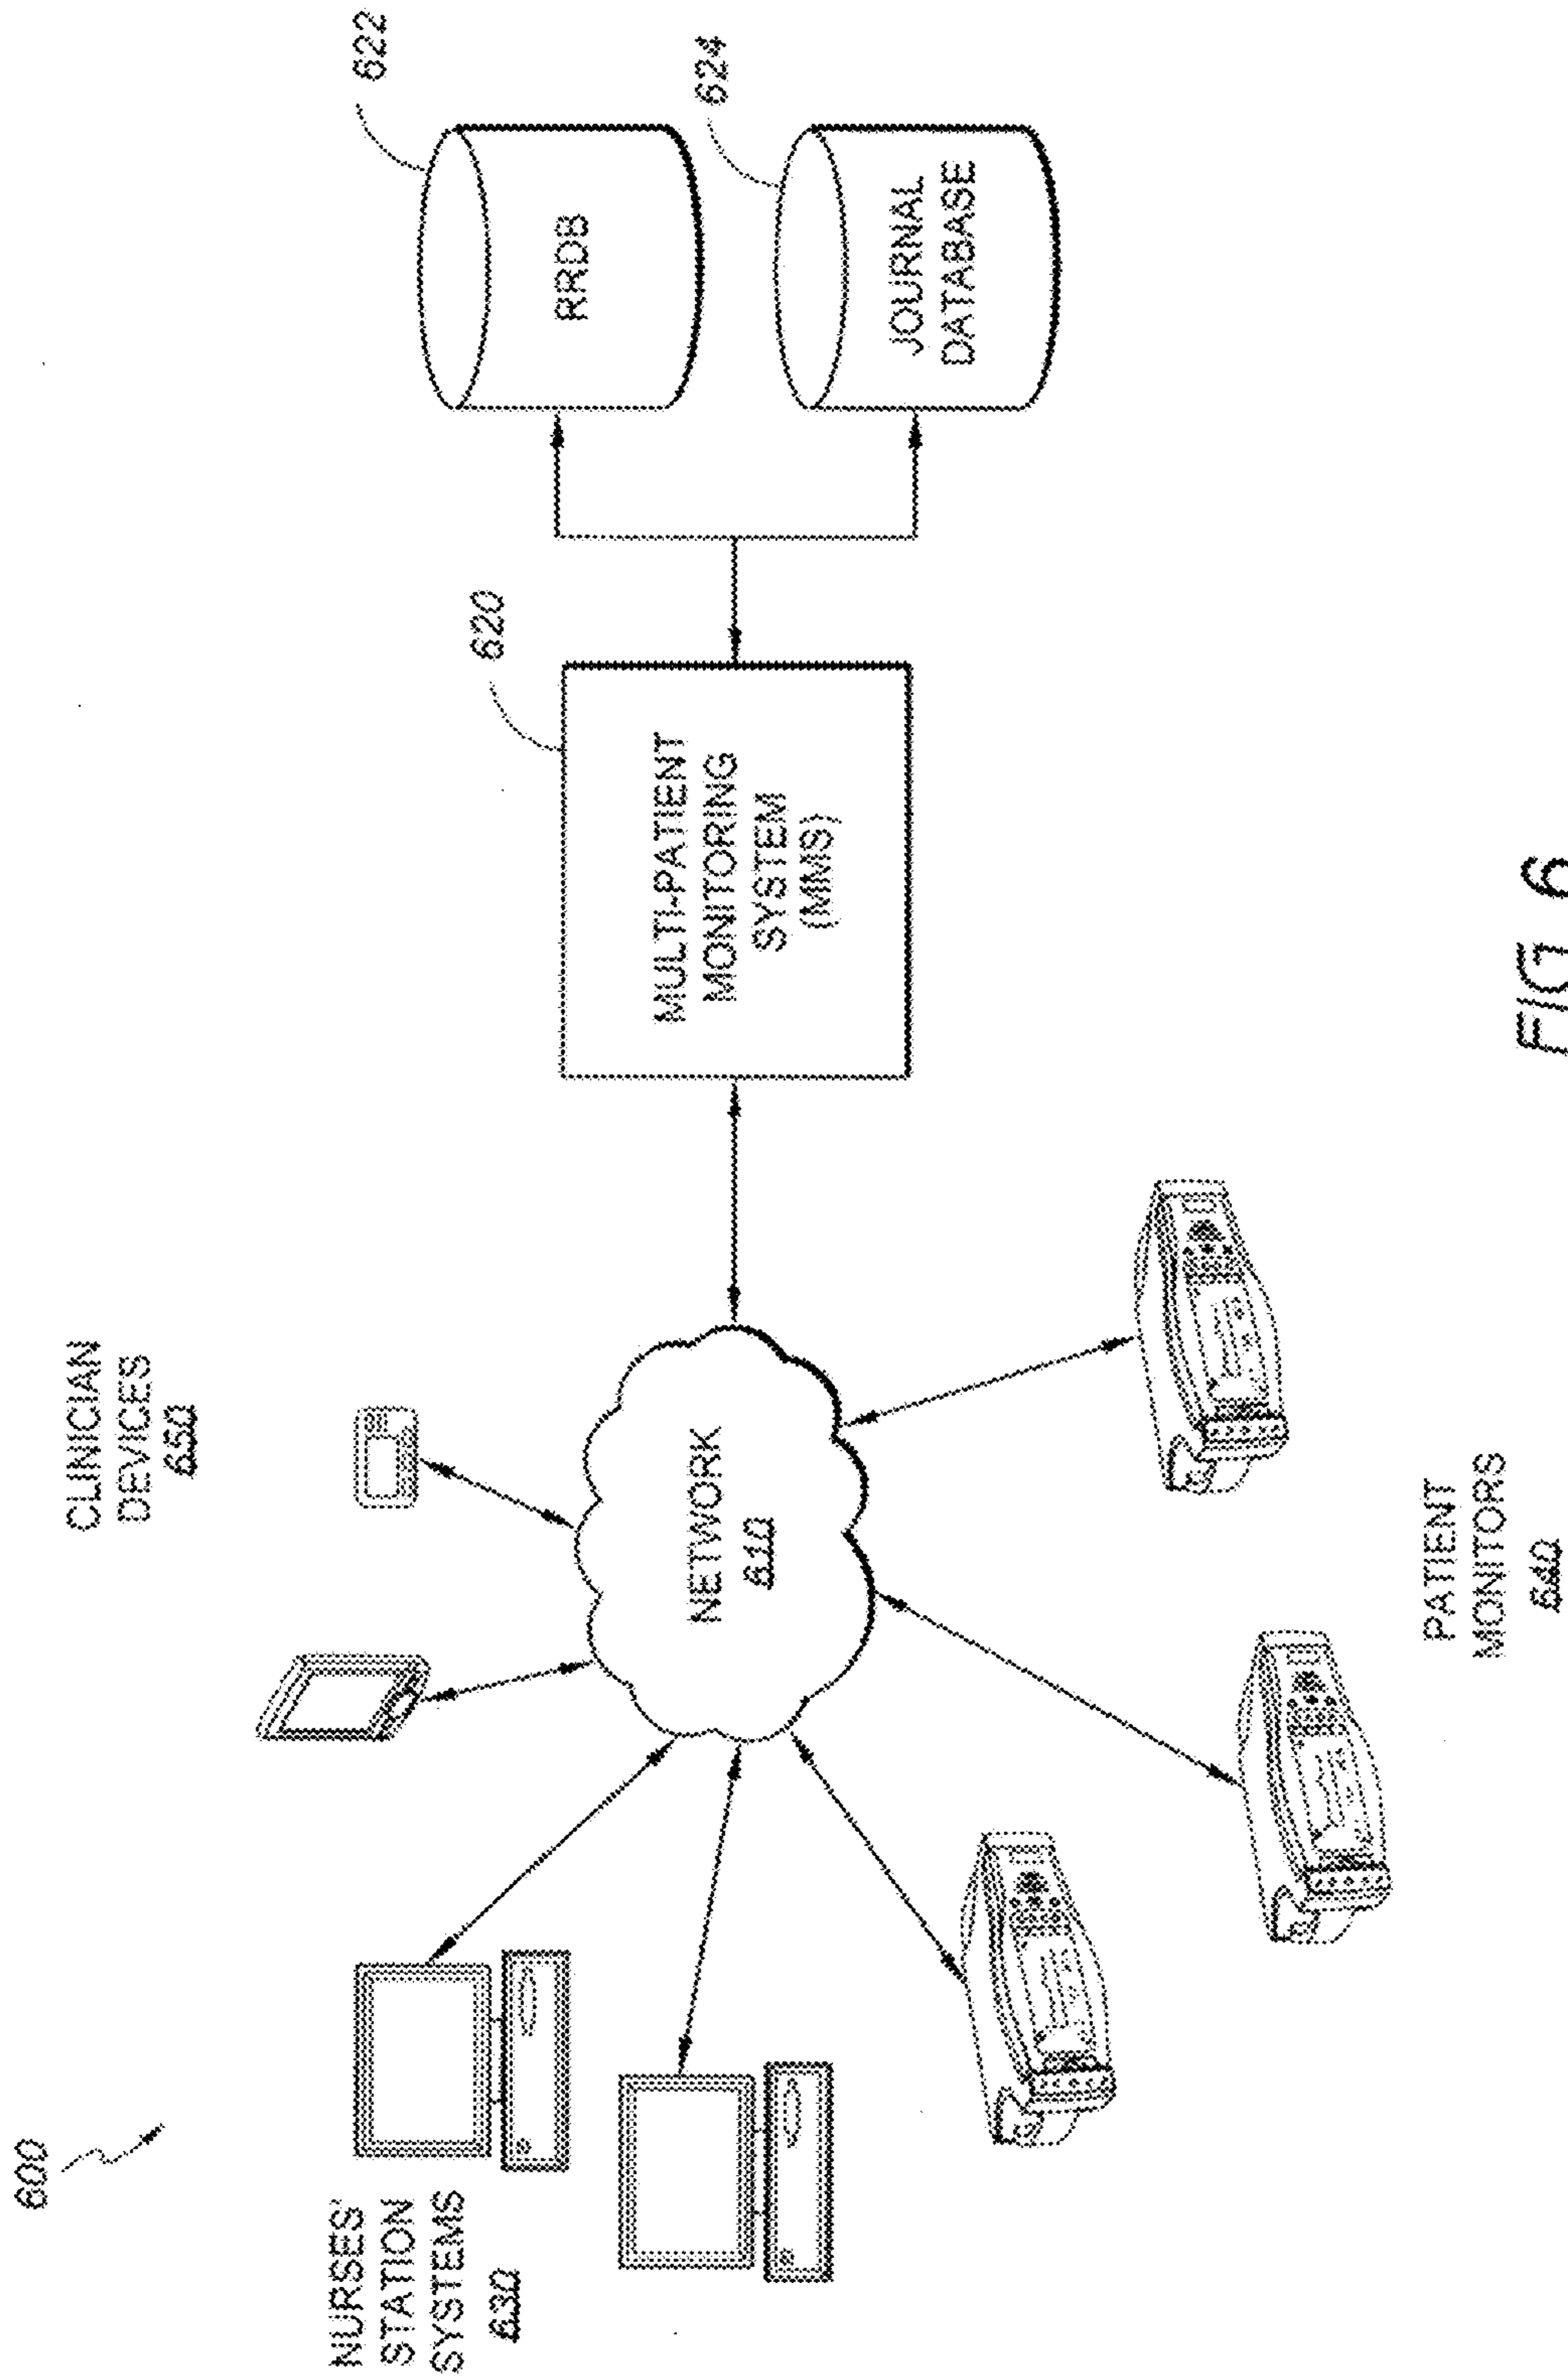 600
CLINICIAN
DEVICES
650
NURSES'
STATION
SYSTEMS
630
NETWORK
610
MULTI-PATIENT
MONITORING
SYSTEM
(MMS)
620
RRDB
622
JOURNAL
DATABASE
624
PATIENT
MONITORS
640
FIG. 6